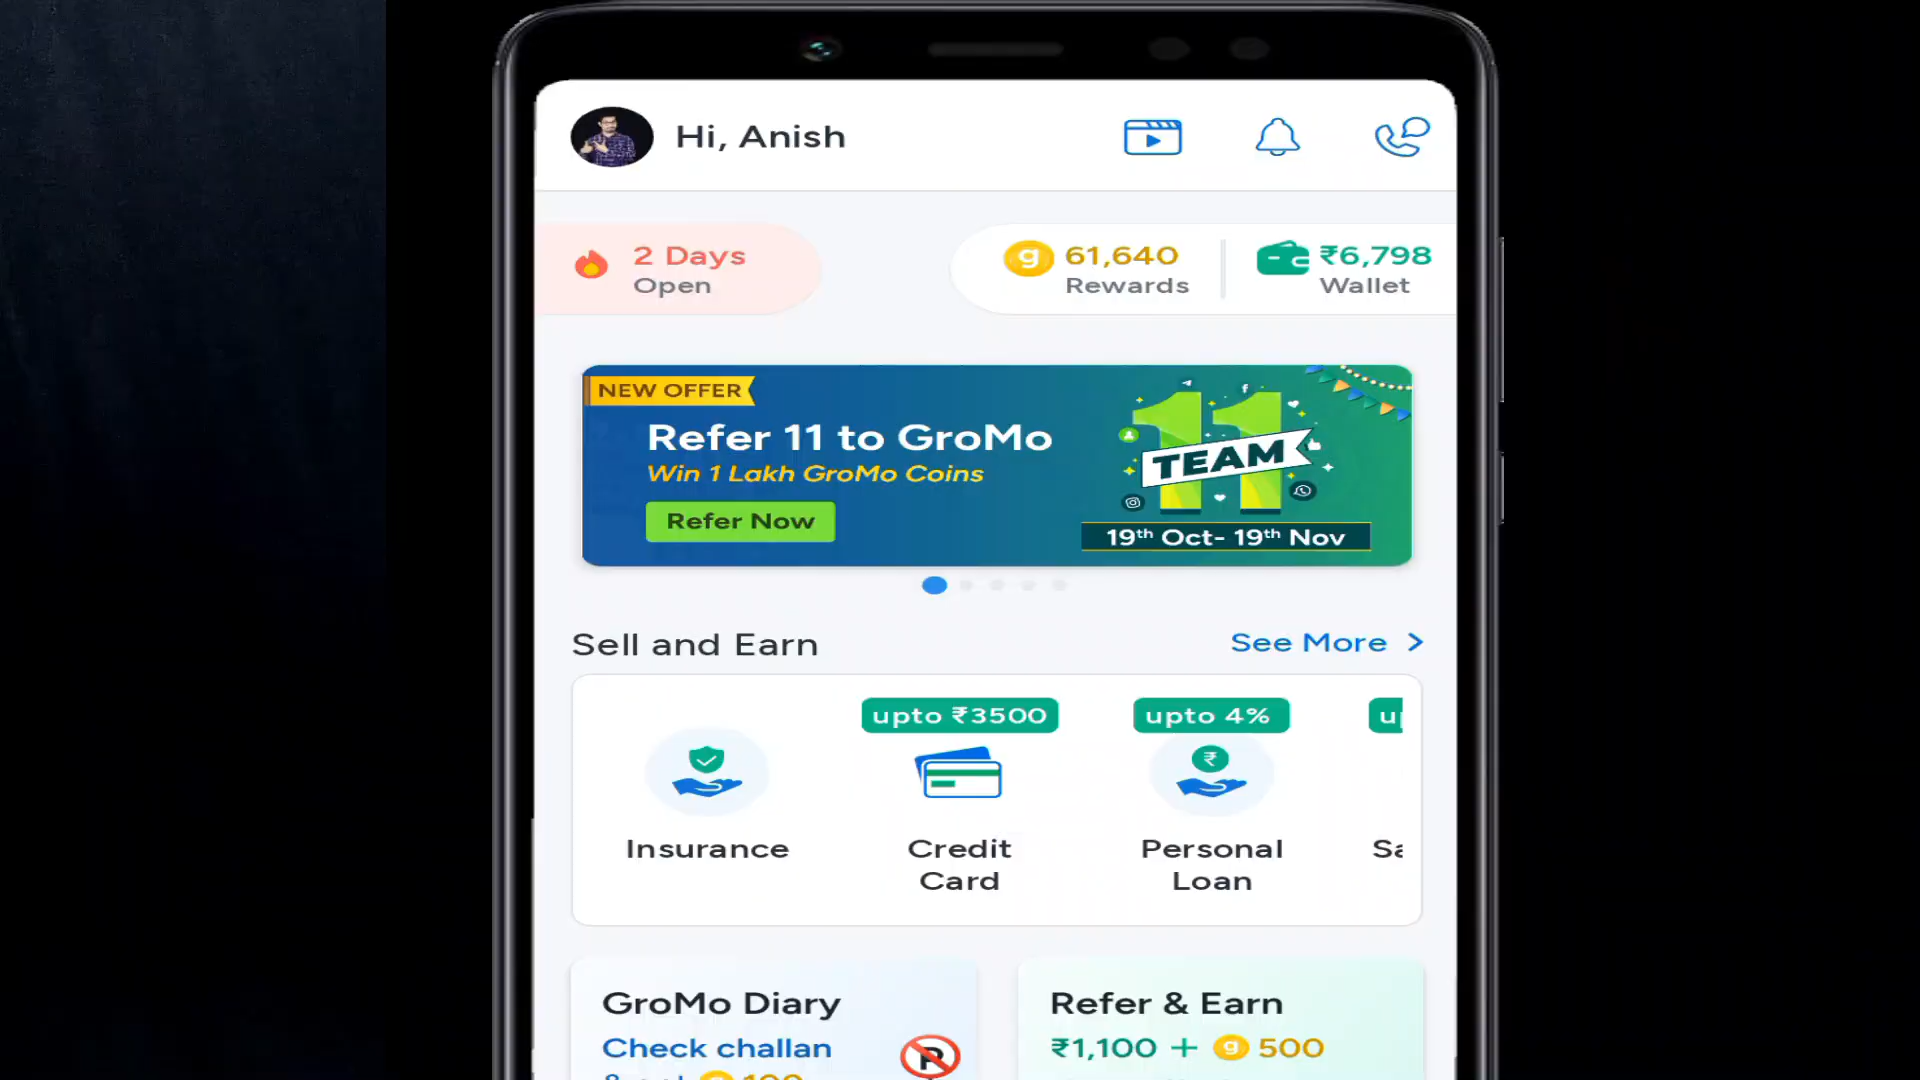 Hi, Anish
2 Days
Open
61,640
Rewards
₹6,798
Wallet
NEW OFFER
Refer 11 to GroMo
Win 1 Lakh GroMo Coins
Refer Now
11
TEAM
19th Oct- 19th Nov
Sell and Earn
See More >
upto ₹3500
upto 4%
Insurance
Credit
Card
Personal
Loan
GroMo Diary
Check challan
Refer & Earn
₹1,100 + g 500